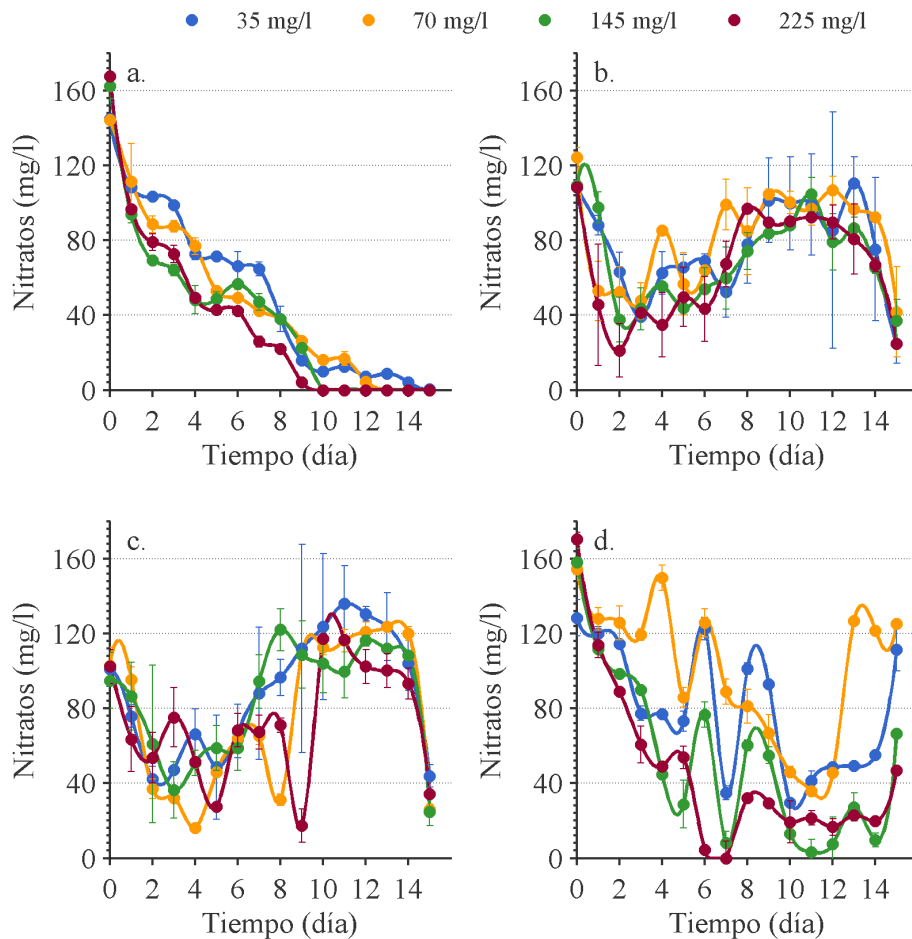 35 mg/l 70 mg/l 145 mg/l 225 mg/l
a.
Nitratos (mg/l)
160
120
80
40
0
0 2 4 6 8 10 12 14
Tiempo (día)
b.
Nitratos (mg/l)
160
120
80
40
0
0 2 4 6 8 10 12 14
Tiempo (día)
c.
Nitratos (mg/l)
160
120
80
40
0
0 2 4 6 8 10 12 14
Tiempo (día)
d.
Nitratos (mg/l)
160
120
80
40
0
0 2 4 6 8 10 12 14
Tiempo (día)